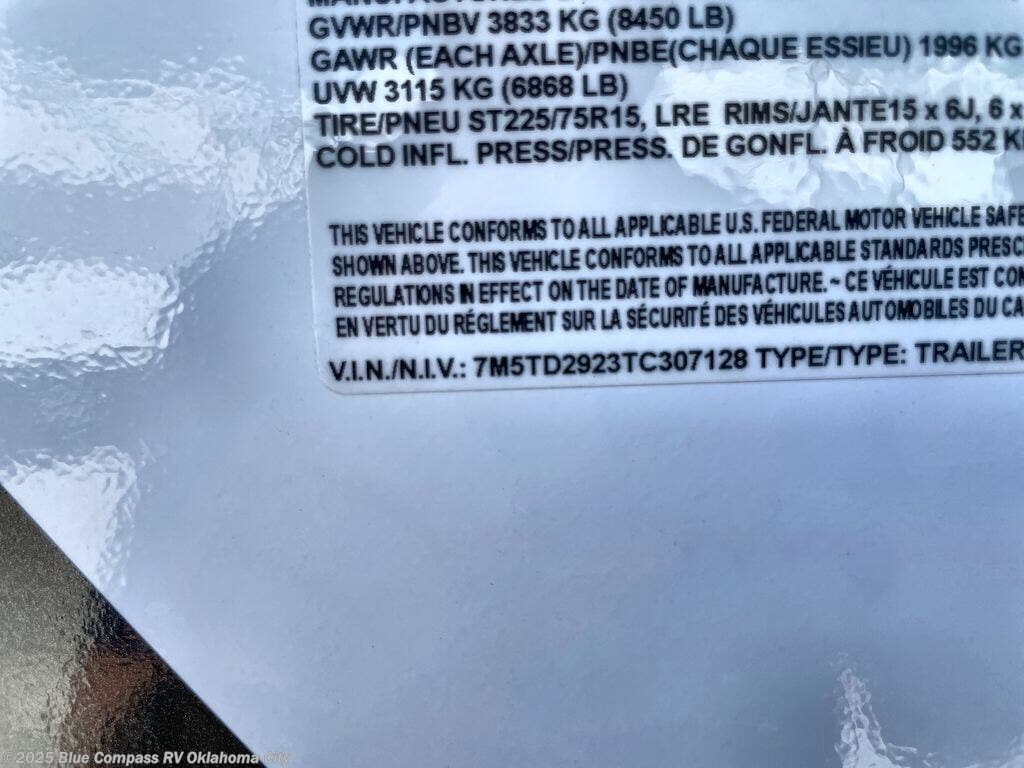 GVWR/PNBV 3833 KG (8450 LB)
GAWR (EACH AXLE)/PNBE(CHAQUE ESSIEU) 1996 KG
UVW 3115 KG (6868 LB)
TIRE/PNEU ST225/75R15, LRE RIMS/JANTE15 x 6J, 6 x
COLD INFL. PRESS/PRESS. DE GONFL. À FROID 552 K
THIS VEHICLE CONFORMS TO ALL APPLICABLE U.S. FEDERAL MOTOR VEHICLE SAFE
SHOWN ABOVE. THIS VEHICLE CONFORMS TO ALL APPLICABLE STANDARDS PRESC
REGULATIONS IN EFFECT ON THE DATE OF MANUFACTURE. ~ CE VÉHICULE EST CON
EN VERTU DU RÉGLEMENT SUR LA SÉCURITÉ DES VÉHICULES AUTOMOBILES DU CA
V.I.N./N.I.V.: 7M5TD2923TC307128 TYPE/TYPE: TRAILER
©2025 Blue Compass RV Oklahoma City